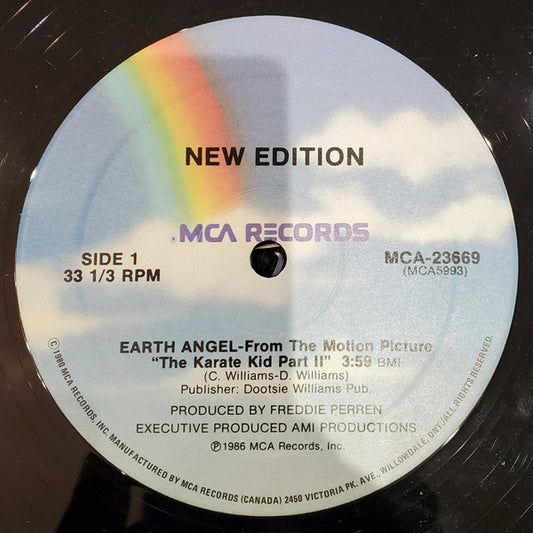 NEW EDITION
MCA RECORDS
SIDE 1
33 1/3 RPM
MCA-23669
(MCA5993)
EARTH ANGEL-From The Motion Picture
"The Karate Kid Part II" 3:59 BMI
(C. Williams-D. Williams)
Publisher: Dootsie Williams Pub.
PRODUCED BY FREDDIE PERREN
EXECUTIVE PRODUCED AMI PRODUCTIONS
Ⓟ1986 MCA Records, Inc.
©1980 MCA RECORDS, INC. MANUFACTURED BY MCA RECORDS (CANADA) 2450 VICTORIA PK. AVE., WILLOWDALE, ONT./ALL RIGHTS RESERVED.